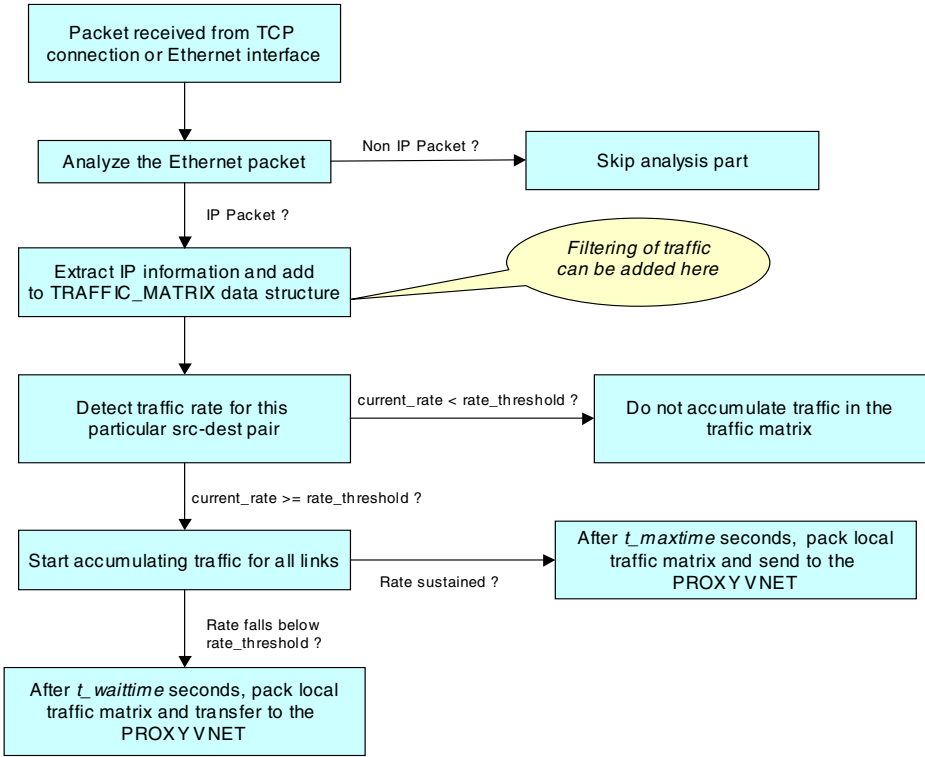 Packet received from TCP
connection or Ethernet interface
Analyze the Ethernet packet
Non IP Packet ?
Skip analysis part
IP Packet ?
Extract IP information and add
to TRAFFIC_MATRIX data structure
Filtering of traffic
can be added here
Detect traffic rate for this
particular src-dest pair
current_rate < rate_threshold ?
Do not accumulate traffic in the
traffic matrix
current_rate >= rate_threshold ?
Start accumulating traffic for all links
Rate sustained ?
After t_maxtime seconds, pack local
traffic matrix and send to the
PROXY VNET
Rate falls below
rate_threshold ?
After t_waittime seconds, pack local
traffic matrix and transfer to the
PROXY VNET